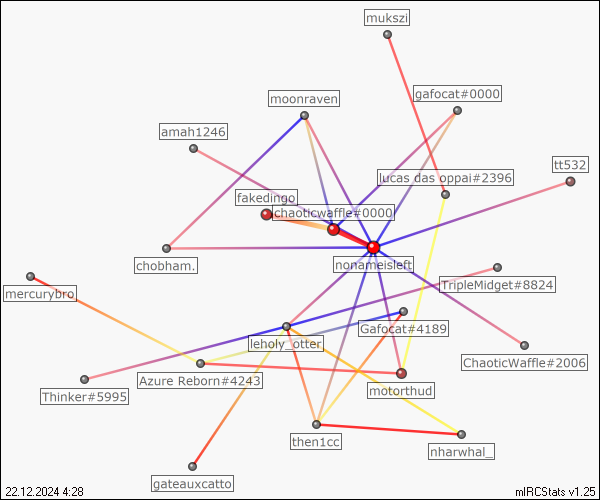 mukszi
gafocat#0000
moonraven
amah1246
tt532
lucas das oppai#2396
fakedingo
chaoticwaffle#0000
nonameisleft
chobham.
TripleMidget#8824
mercurybro
Gafocat#4189
leholy_otter
ChaoticWaffle#2006
Azure Reborn#4243
motorthud
Thinker#5995
then1cc
nharwhal_
gateauxcatto
22.12.2024 4:28
mIRCStats v1.25